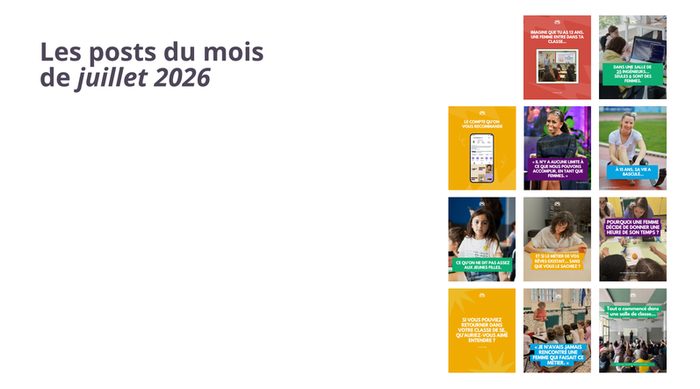 Les posts du mois
de juillet 2026
IMAGINE QUE TU AS 13 ANS.
UNE FEMME ENTRE DANS TA
CLASSE...
DANS UNE SALLE DE
25 INGÉNIEURS...
SEULES 6 SONT DES
FEMMES.
LE COMPTE QU'ON
VOUS RECOMMANDE
« IL N'Y A AUCUNE LIMITE À
CE QUE NOUS POUVONS
ACCOMPLIR, EN TANT QUE
FEMMES. »
À 15 ANS, SA VIE A
BASCULÉ...
CE QU'ON NE DIT PAS ASSEZ
AUX JEUNES FILLES.
ET SI LE MÉTIER DE VOS
RÊVES EXISTAIT... SANS
QUE VOUS LE SACHIEZ ?
POURQUOI UNE FEMME
DÉCIDE DE DONNER UNE
HEURE DE SON TEMPS ?
SI VOUS POUVIEZ
RETOURNER DANS
VOTRE CLASSE DE 5E,
QU'AURIEZ-VOUS AIMÉ
ENTENDRE ?
« JE N'AVAIS JAMAIS
RENCONTRÉ UNE
FEMME QUI FAISAIT CE
MÉTIER. »
Tout a commencé dans
une salle de classe...